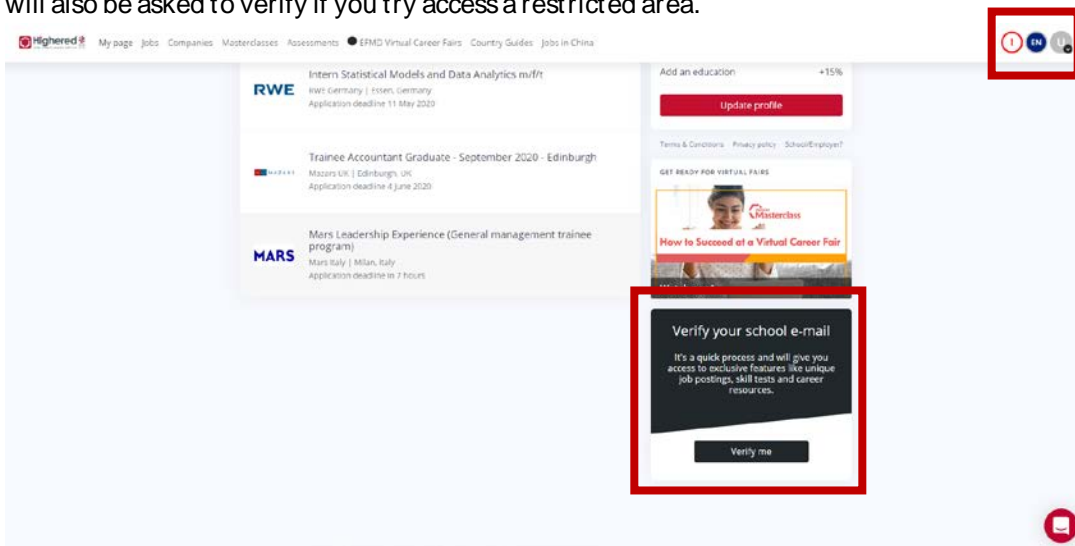 will also be asked to verify if you try access a restricted area.
Highered
My page Jobs Companies Masterclasses Assessments EFMD Virtual Career Fairs Country Guides Jobs in China
! EN U
Intern Statistical Models and Data Analytics m/f/t
RWE
RWE Germany | Essen, Germany
Application deadline 11 May 2020
Add an education +15%
Update profile
Terms & Conditions Privacy policy School/Employer?
Trainee Accountant Graduate - September 2020 - Edinburgh
MAZARS
Mazars UK | Edinburgh, UK
Application deadline 4 June 2020
GET READY FOR VIRTUAL FAIRS
Masterclass
How to Succeed at a Virtual Career Fair
Mars Leadership Experience (General management trainee
program)
MARS
Mars Italy | Milan, Italy
Application deadline in 7 hours
Verify your school e-mail
It's a quick process and will give you
access to exclusive features like unique
job postings, skill tests and career
resources.
Verify me